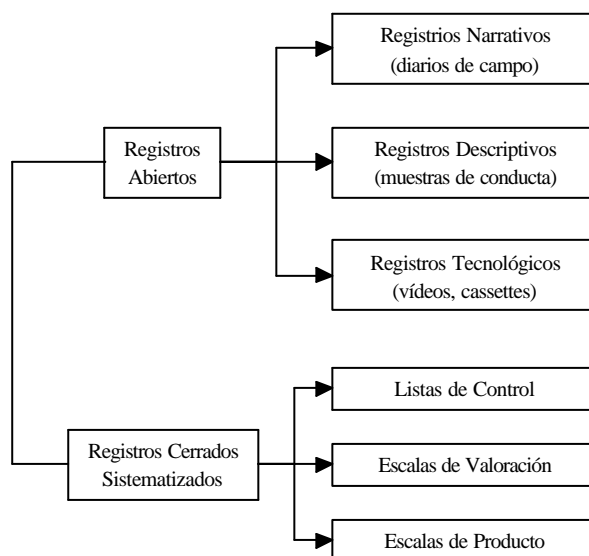 Registrios Narrativos
(diarios de campo)
Registros
Abiertos
Registros Descriptivos
(muestras de conducta)
Registros Tecnológicos
(vídeos, cassettes)
Listas de Control
Registros Cerrados
Sistematizados
Escalas de Valoración
Escalas de Producto